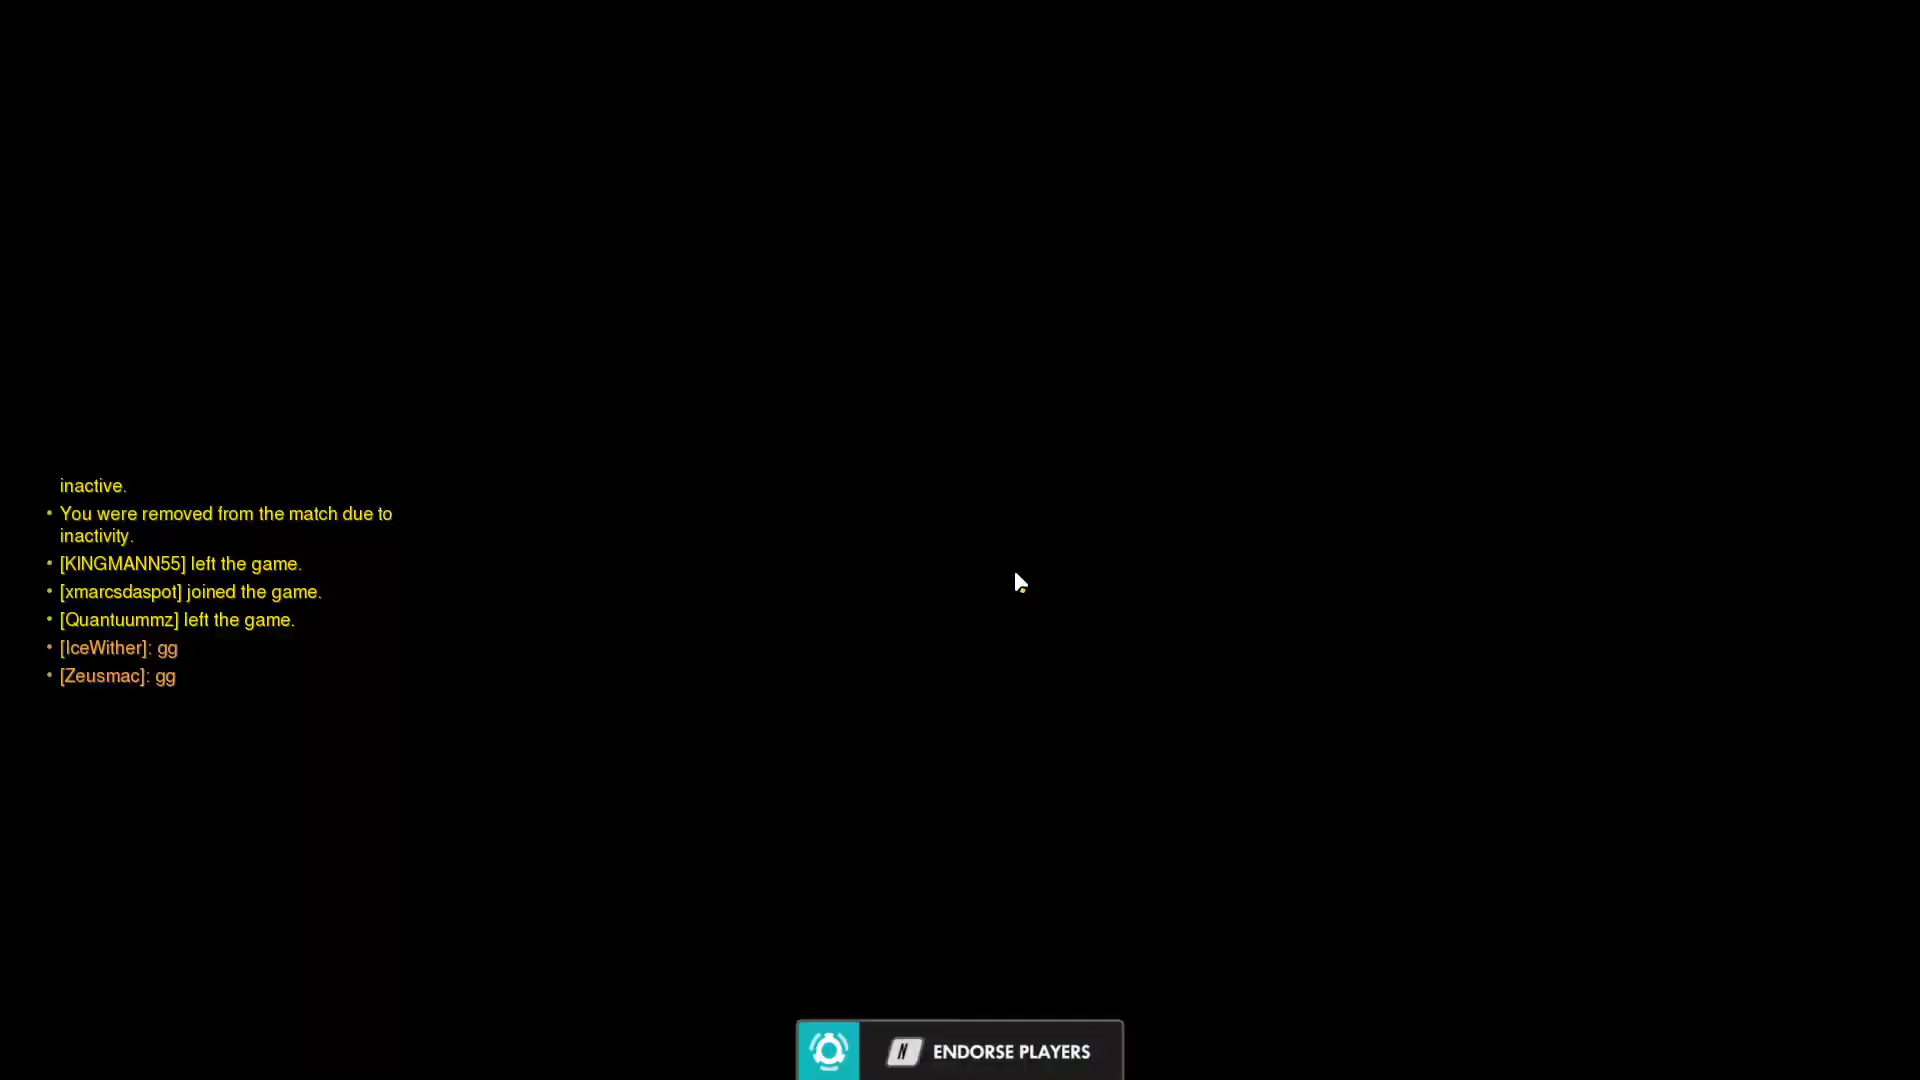 inactive.
• You were removed from the match due to
inactivity.
• [KINGMANN55] left the game.
• [xmarcsdaspot] joined the game.
• [Quantuummz] left the game.
• [IceWither]: gg
• [Zeusmac]: gg
N ENDORSE PLAYERS